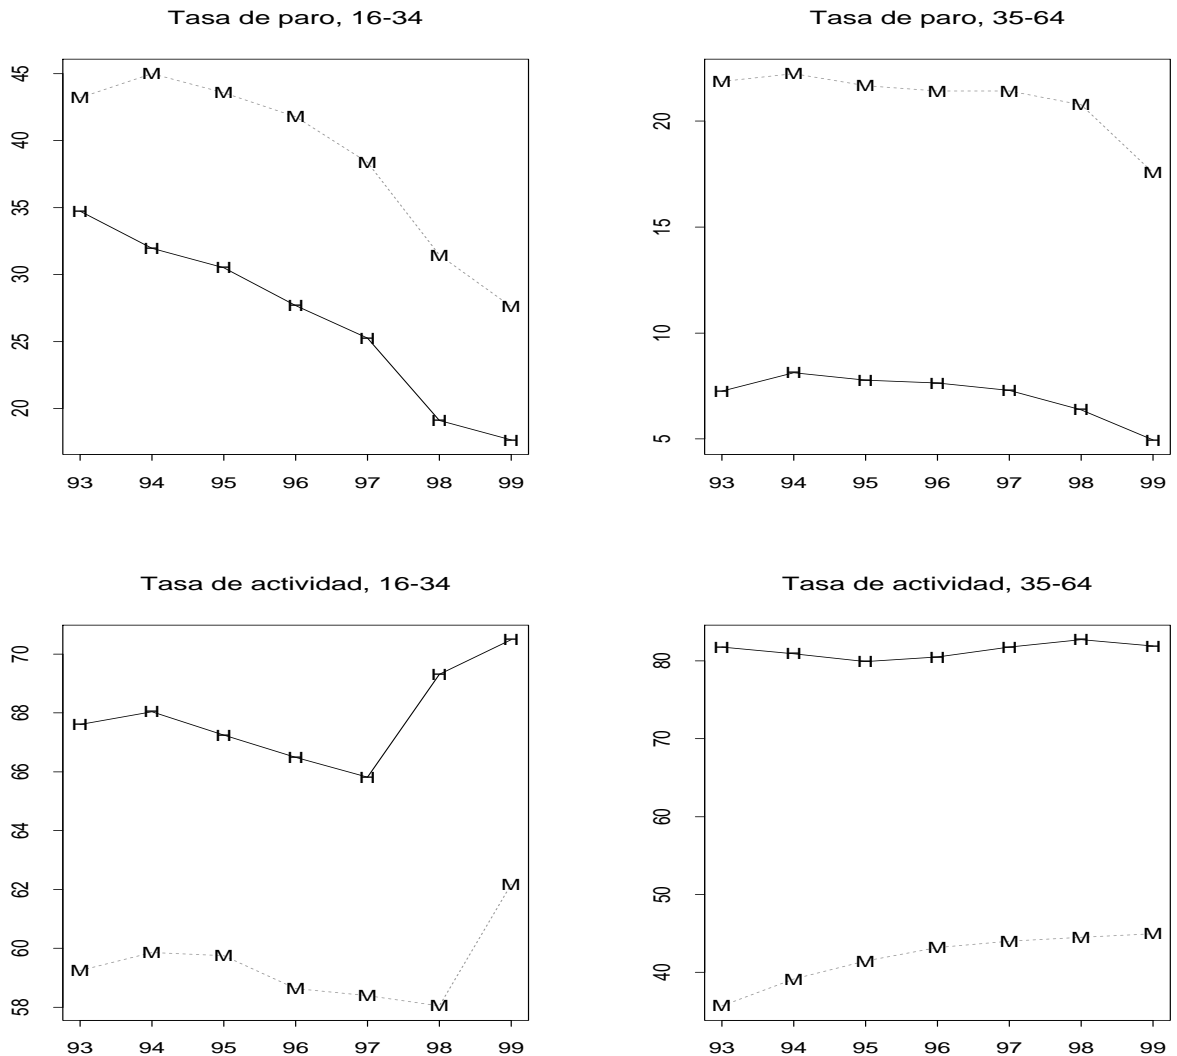 Tasa de paro, 16-34
45
40
35
30
25
20
M M M M M M M
H H H H H H H
93 94 95 96 97 98 99
Tasa de paro, 35-64
20
15
10
5
M M M M M M M
H H H H H H H
93 94 95 96 97 98 99
Tasa de actividad, 16-34
70
68
66
64
62
60
58
H H H H H H H
M M M M M M M
93 94 95 96 97 98 99
Tasa de actividad, 35-64
80
70
60
50
40
H H H H H H H
M M M M M M M
93 94 95 96 97 98 99